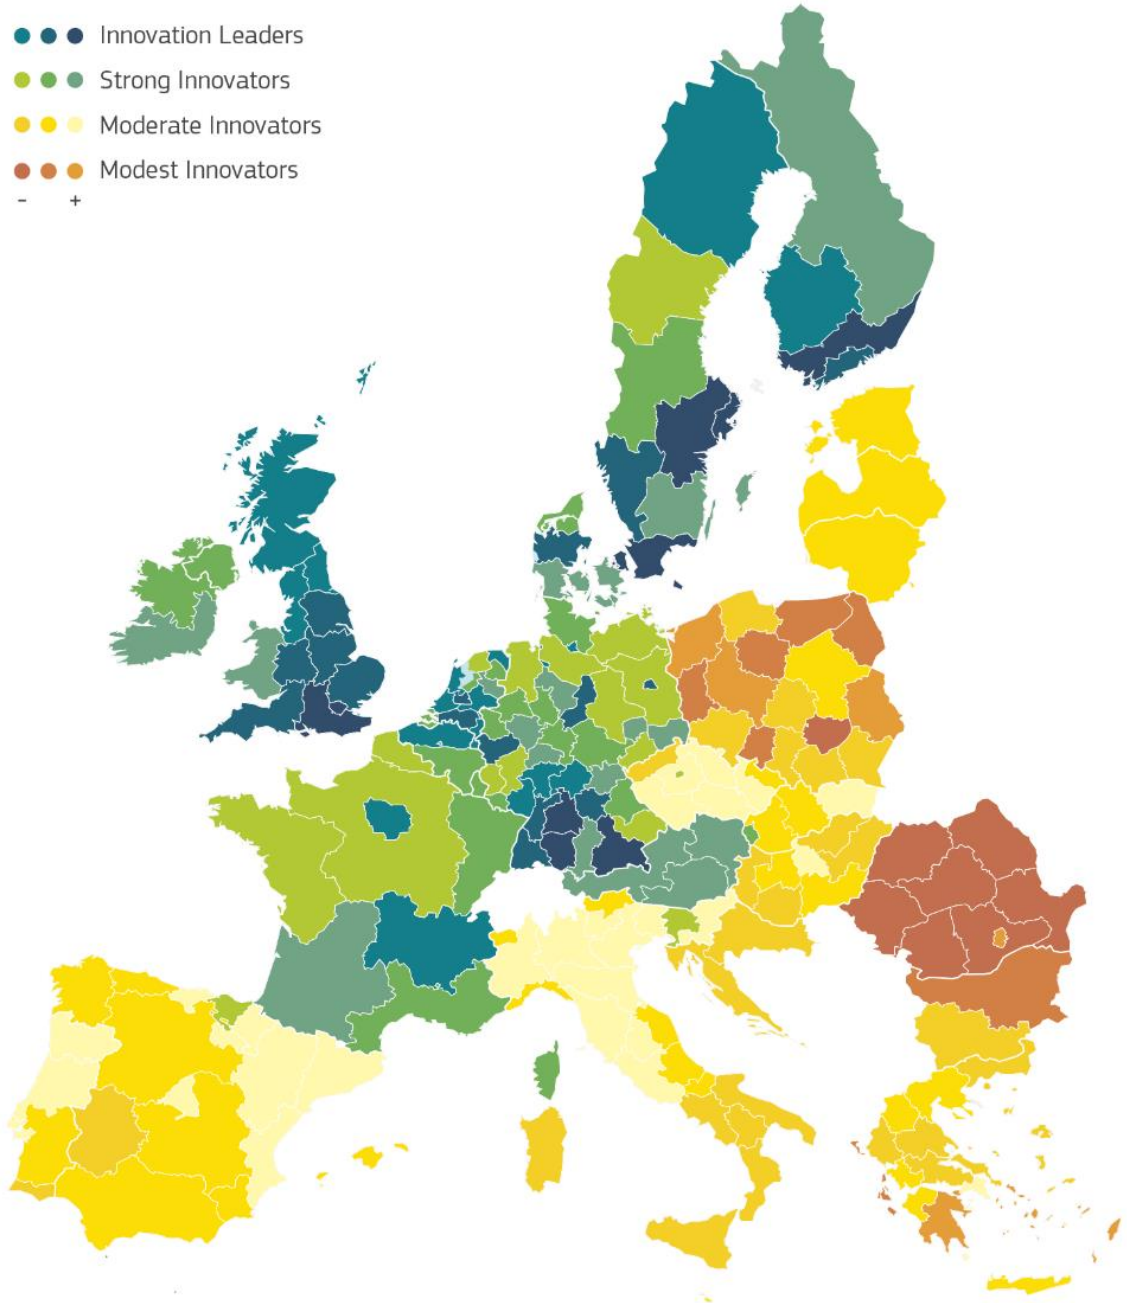 Innovation Leaders
Strong Innovators
Moderate Innovators
Modest Innovators
- +